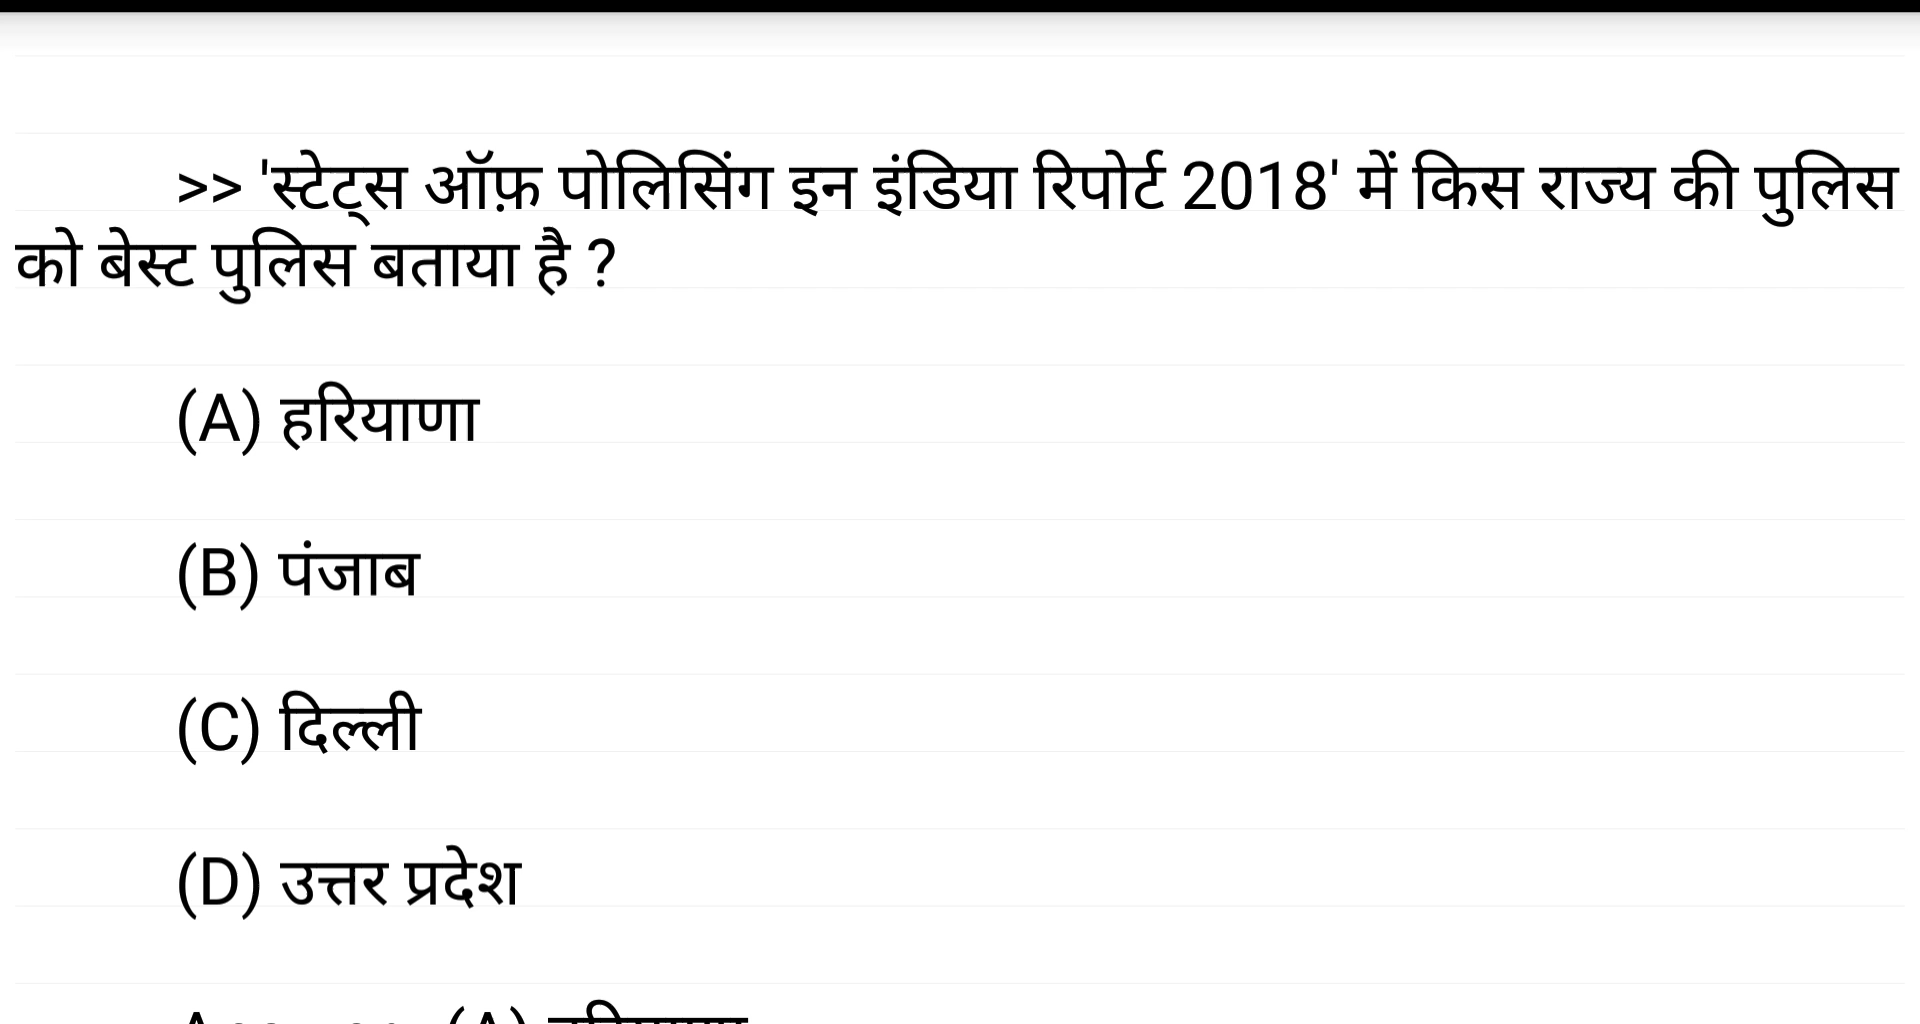 >> 'स्टेट्स ऑफ़ पोलिसिंग इन इंडिया रिपोर्ट 2018' में किस राज्य की पुलिस
को बेस्ट पुलिस बताया है ?
(A) हरियाणा
(B) पंजाब
(C) दिल्ली
(D) उत्तर प्रदेश